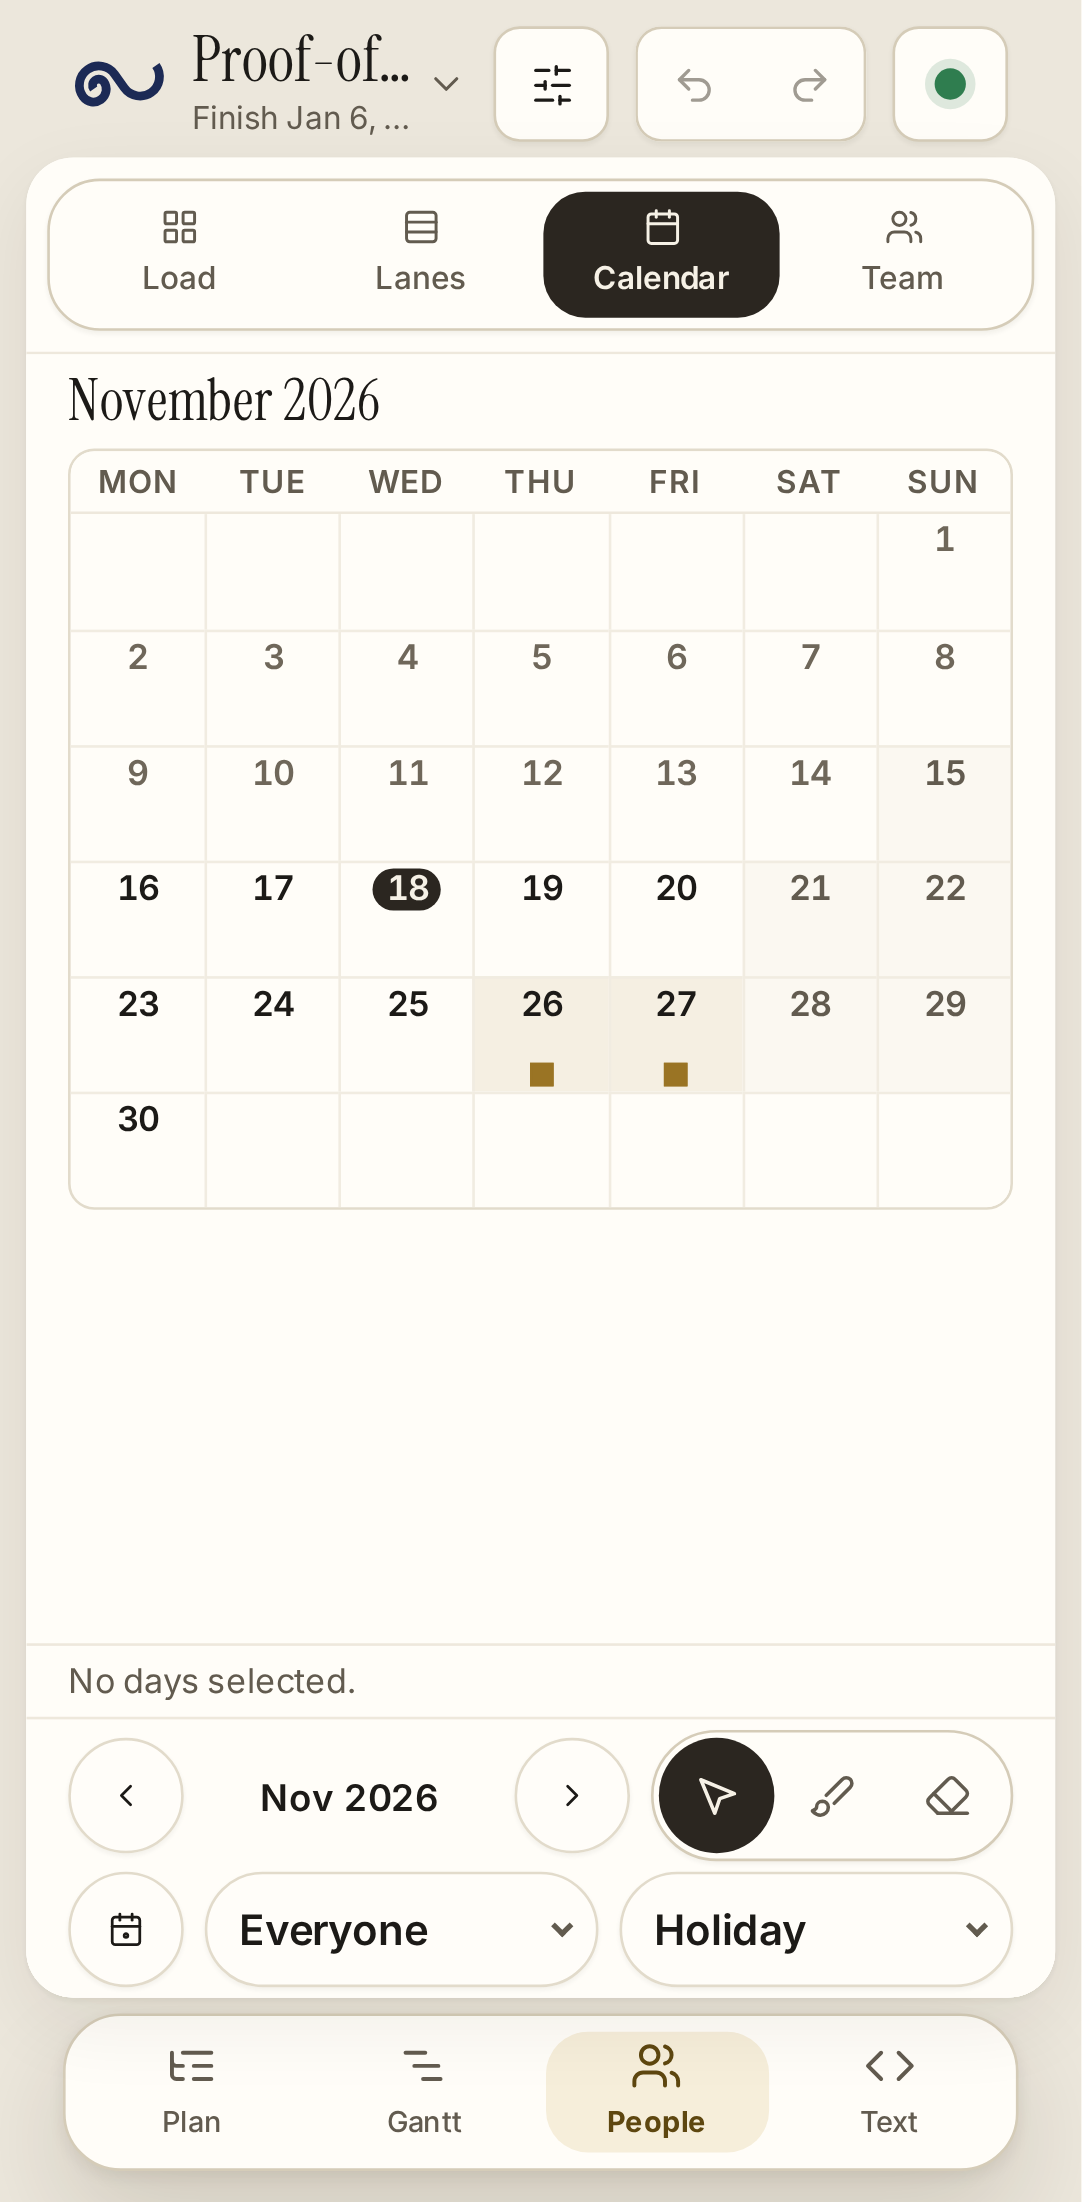 Proof-of…
Finish Jan 6, …
Load Lanes Calendar Team
November 2026
MON TUE WED THU FRI SAT SUN
1
2 3 4 5 6 7 8
9 10 11 12 13 14 15
16 17 18 19 20 21 22
23 24 25 26 27 28 29
30
No days selected.
Nov 2026
Everyone Holiday
Plan Gantt People Text